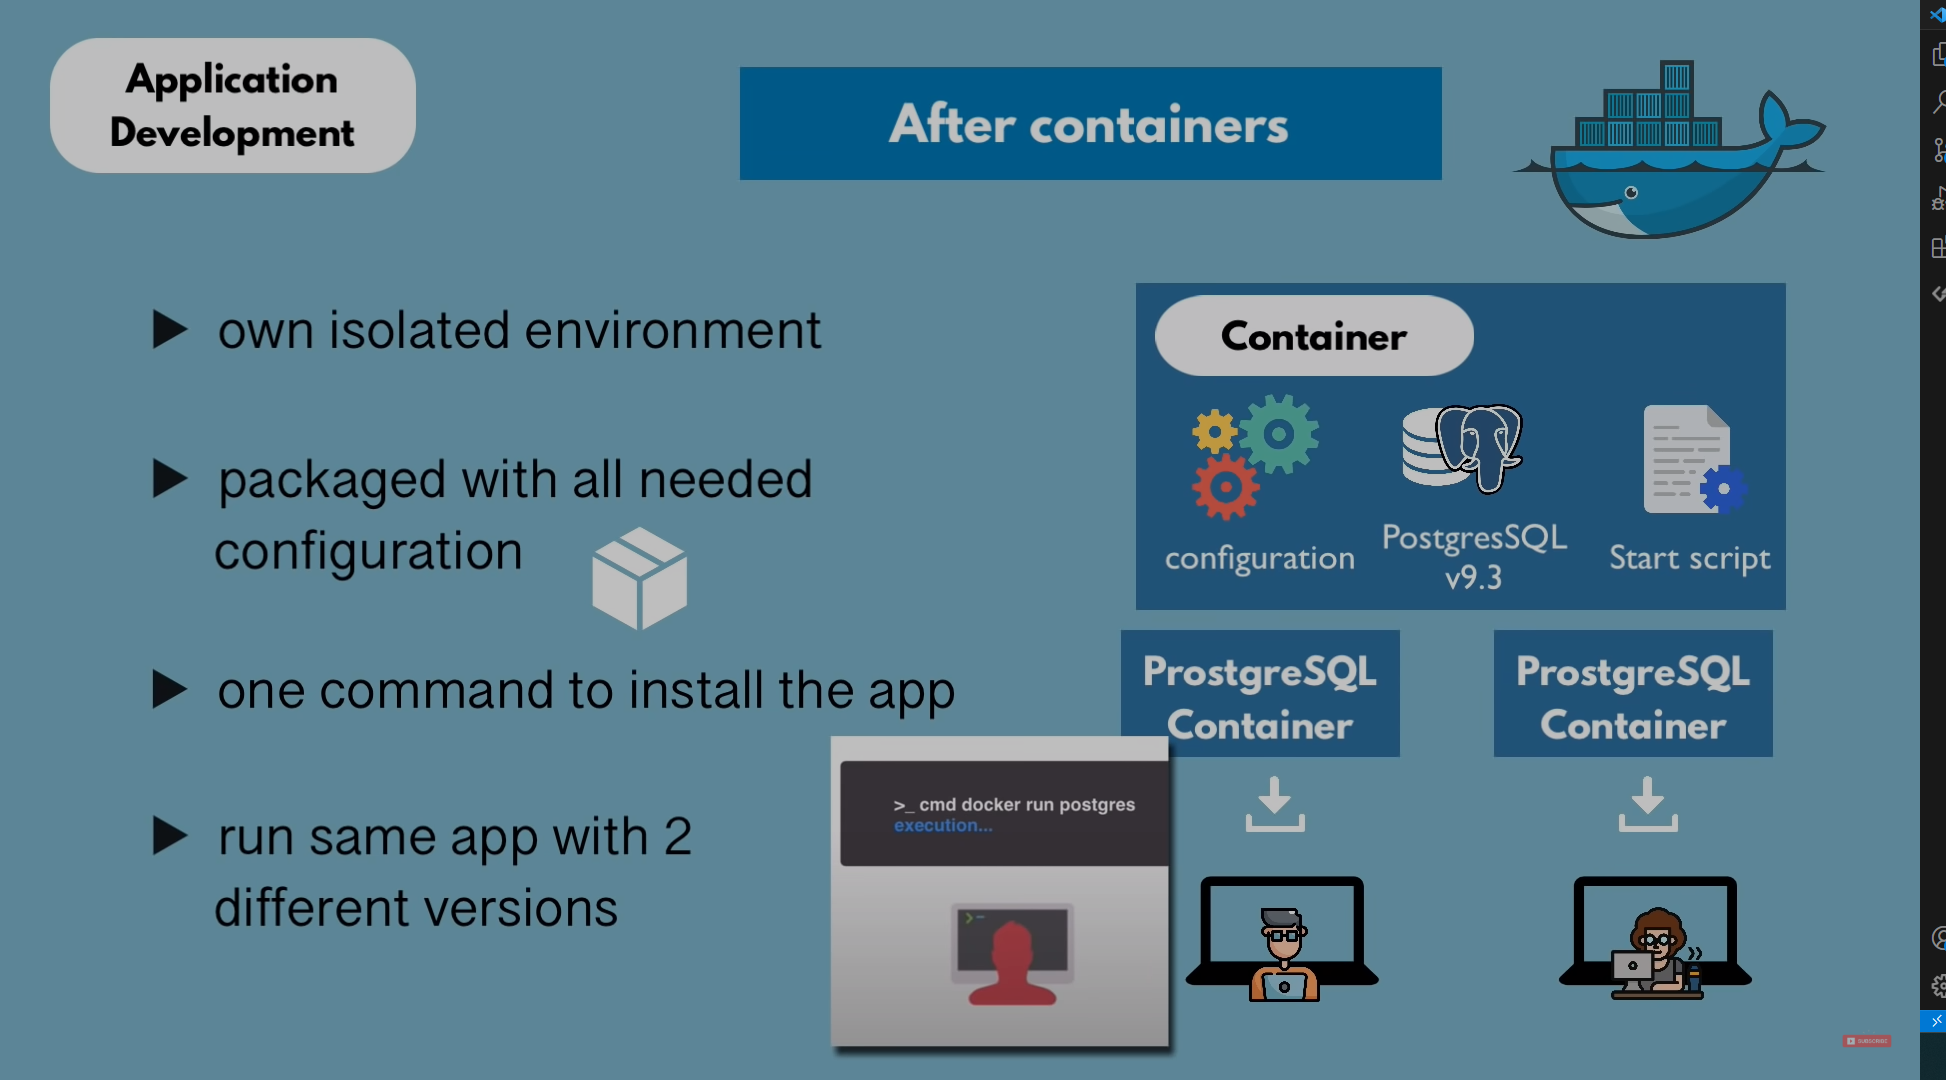 Application
Development
After containers
own isolated environment
packaged with all needed
configuration
one command to install the app
run same app with 2
different versions
Container
configuration
PostgresSQL
v9.3
Start script
ProstgreSQL
Container
ProstgreSQL
Container
>_ cmd docker run postgres
execution...
SUBSCRIBE